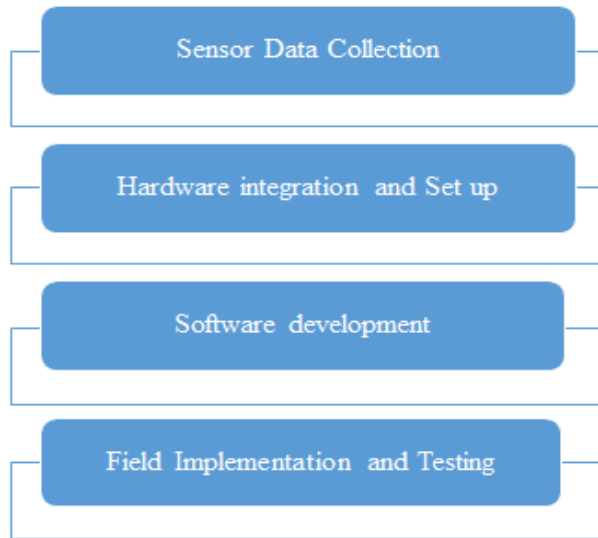 Sensor Data Collection
Hardware integration and Set up
Software development
Field Implementation and Testing